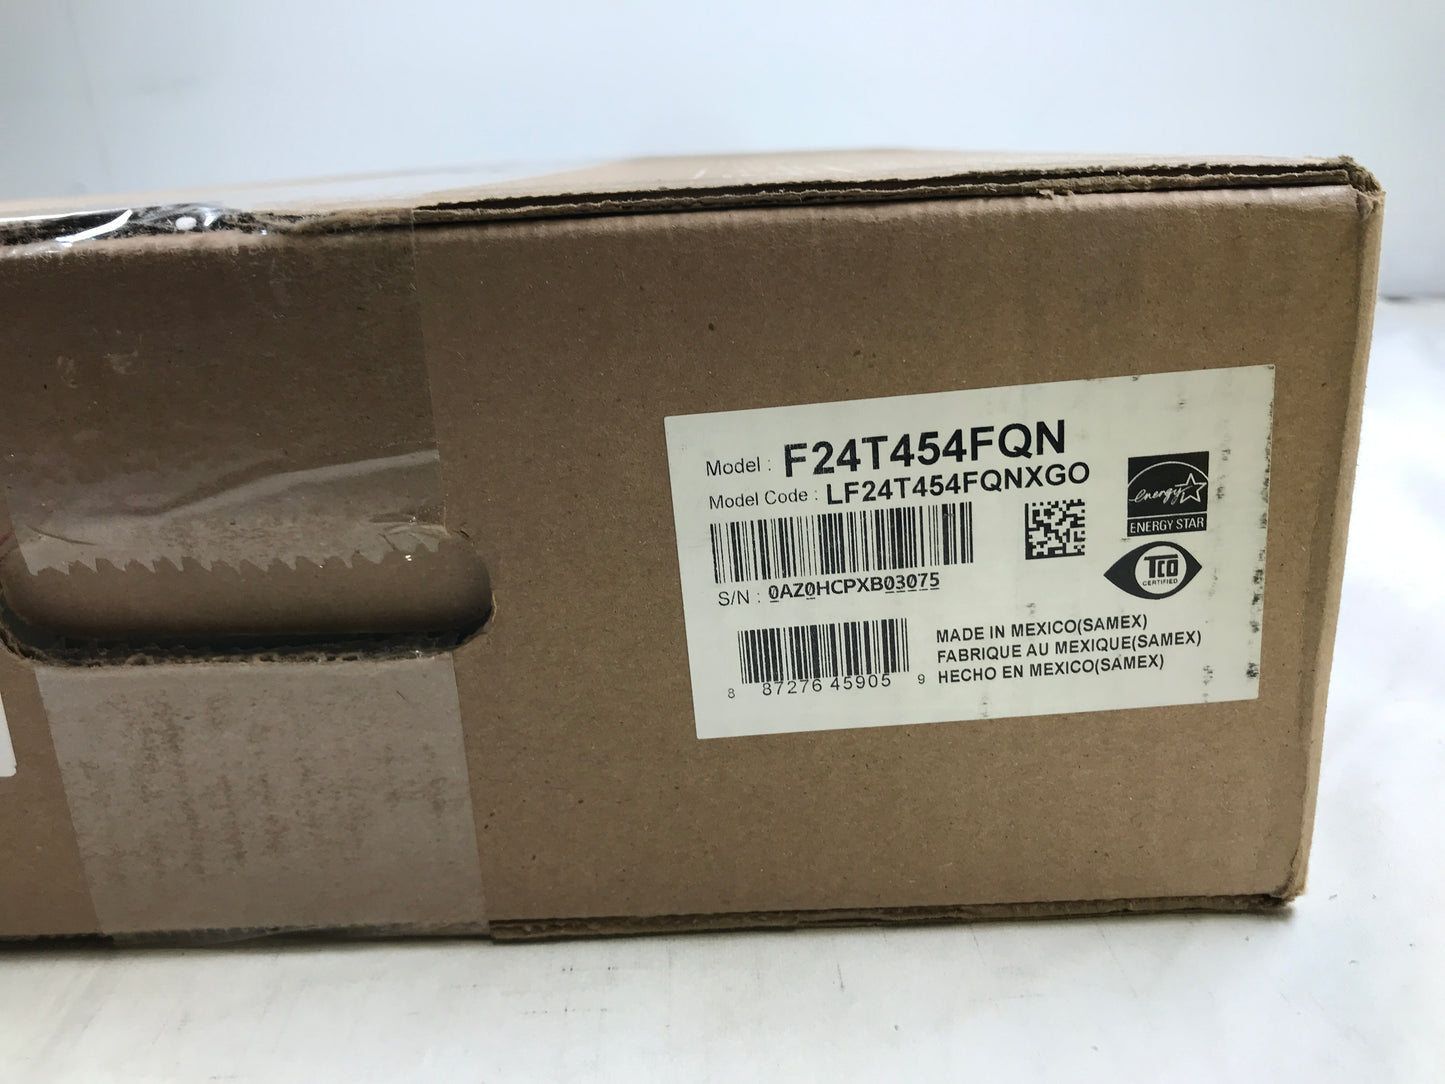 Model : F24T454FQN
Model Code : LF24T454FQNXGO
S/N : 0AZ0HCPXB03075
energy
ENERGY STAR
TCO
CERTIFIED
8 87276 45905 9
MADE IN MEXICO(SAMEX)
FABRIQUE AU MEXIQUE(SAMEX)
HECHO EN MEXICO(SAMEX)